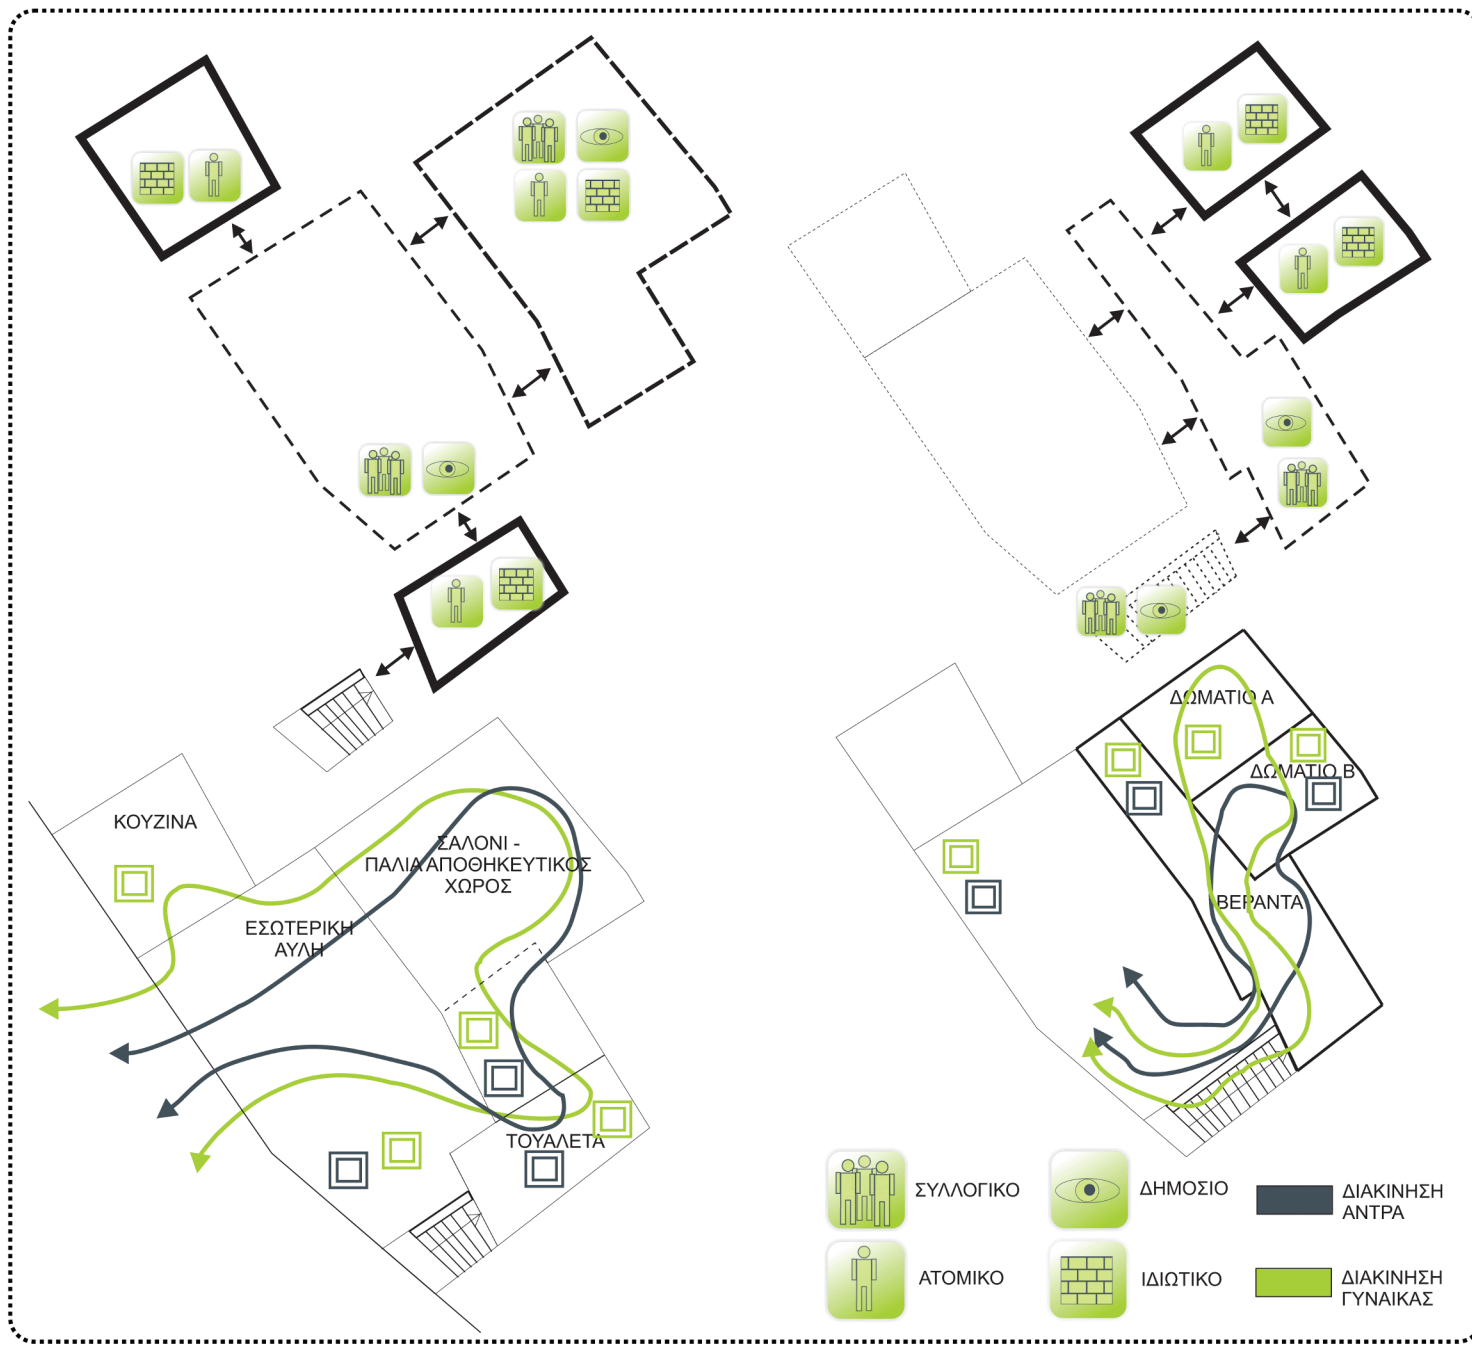 ΔΩΜΑΤΙΟ Α
ΔΩΜΑΤΙΟ Β
ΒΕΡΑΝΤΑ
ΚΟΥΖΙΝΑ
ΣΑΛΟΝΙ -
ΠΑΛΙΑ ΑΠΟΘΗΚΕΥΤΙΚΟΣ
ΧΩΡΟΣ
ΕΣΩΤΕΡΙΚΗ
ΑΥΛΗ
ΤΟΥΑΛΕΤΑ
ΣΥΛΛΟΓΙΚΟ
ΔΗΜΟΣΙΟ
ΔΙΑΚΙΝΗΣΗ
ΑΝΤΡΑ
ΑΤΟΜΙΚΟ
ΙΔΙΩΤΙΚΟ
ΔΙΑΚΙΝΗΣΗ
ΓΥΝΑΙΚΑΣ